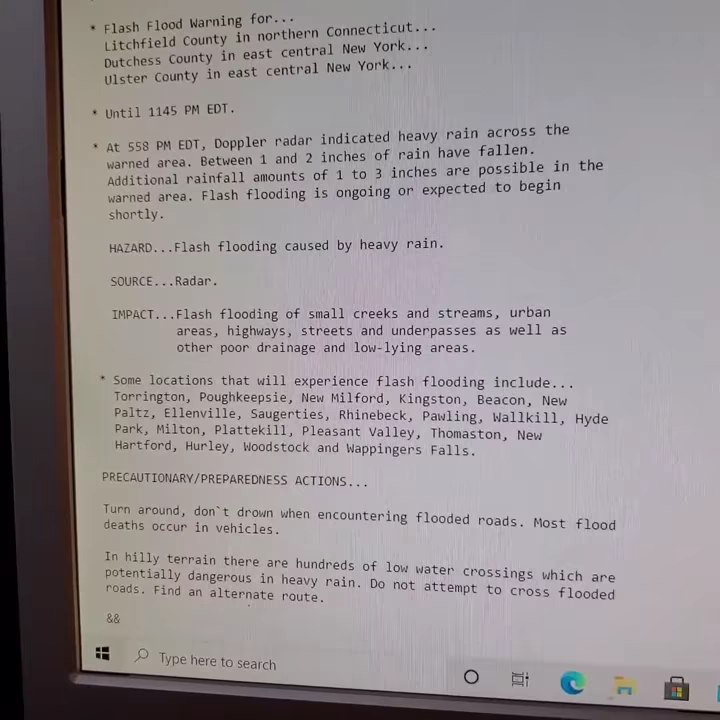 * Flash Flood Warning for...
Litchfield County in northern Connecticut...
Dutchess County in east central New York...
Ulster County in east central New York...
* Until 1145 PM EDT.
* At 558 PM EDT, Doppler radar indicated heavy rain across the
warned area. Between 1 and 2 inches of rain have fallen.
Additional rainfall amounts of 1 to 3 inches are possible in the
warned area. Flash flooding is ongoing or expected to begin
shortly.
HAZARD...Flash flooding caused by heavy rain.
SOURCE...Radar.
IMPACT...Flash flooding of small creeks and streams, urban
areas, highways, streets and underpasses as well as
other poor drainage and low-lying areas.
* Some locations that will experience flash flooding include...
Torrington, Poughkeepsie, New Milford, Kingston, Beacon, New
Paltz, Ellenville, Saugerties, Rhinebeck, Pawling, Wallkill, Hyde
Park, Milton, Plattekill, Pleasant Valley, Thomaston, New
Hartford, Hurley, Woodstock and Wappingers Falls.
PRECAUTIONARY/PREPAREDNESS ACTIONS...
Turn around, don`t drown when encountering flooded roads. Most flood
deaths occur in vehicles.
In hilly terrain there are hundreds of low water crossings which are
potentially dangerous in heavy rain. Do not attempt to cross flooded
roads. Find an alternate route.
&&
Type here to search